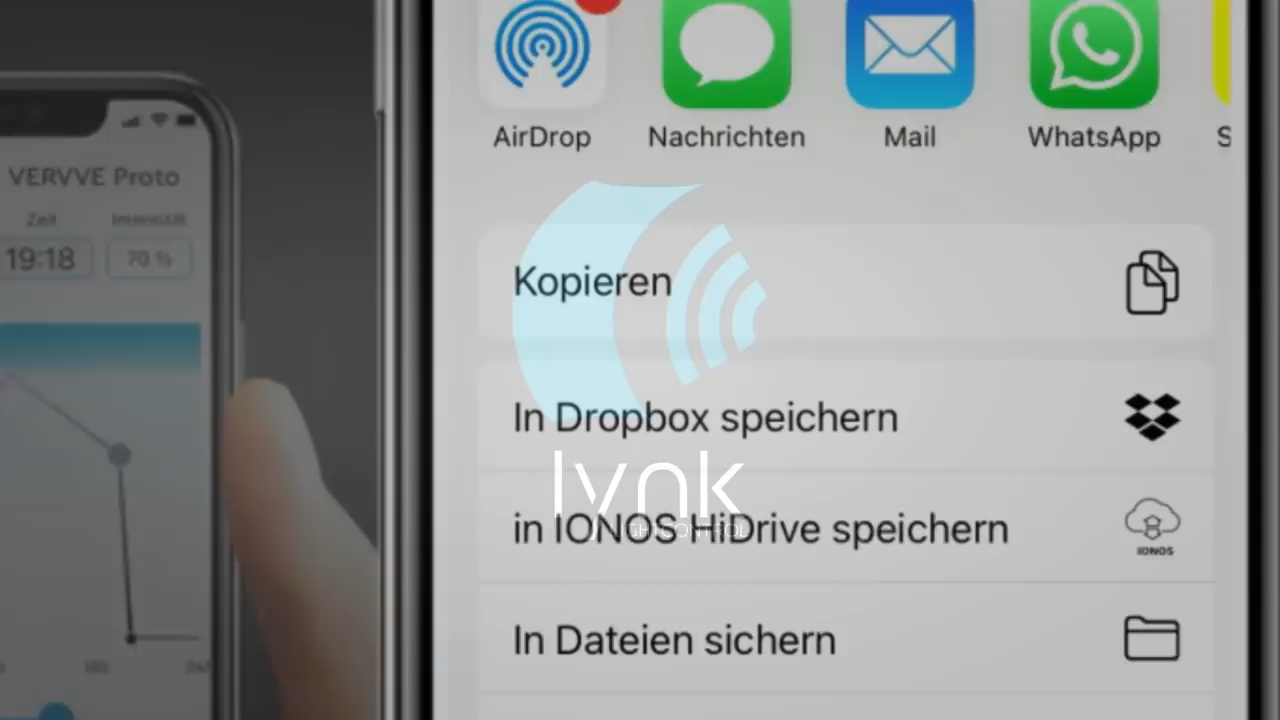 AirDrop
Nachrichten
Mail
WhatsApp
S
VERVVE Proto
Zeit
Intensität
19:18
70 %
Kopieren
In Dropbox speichern
lynk
LIGHTCONTROL
in IONOS HiDrive speichern
IONOS
In Dateien sichern